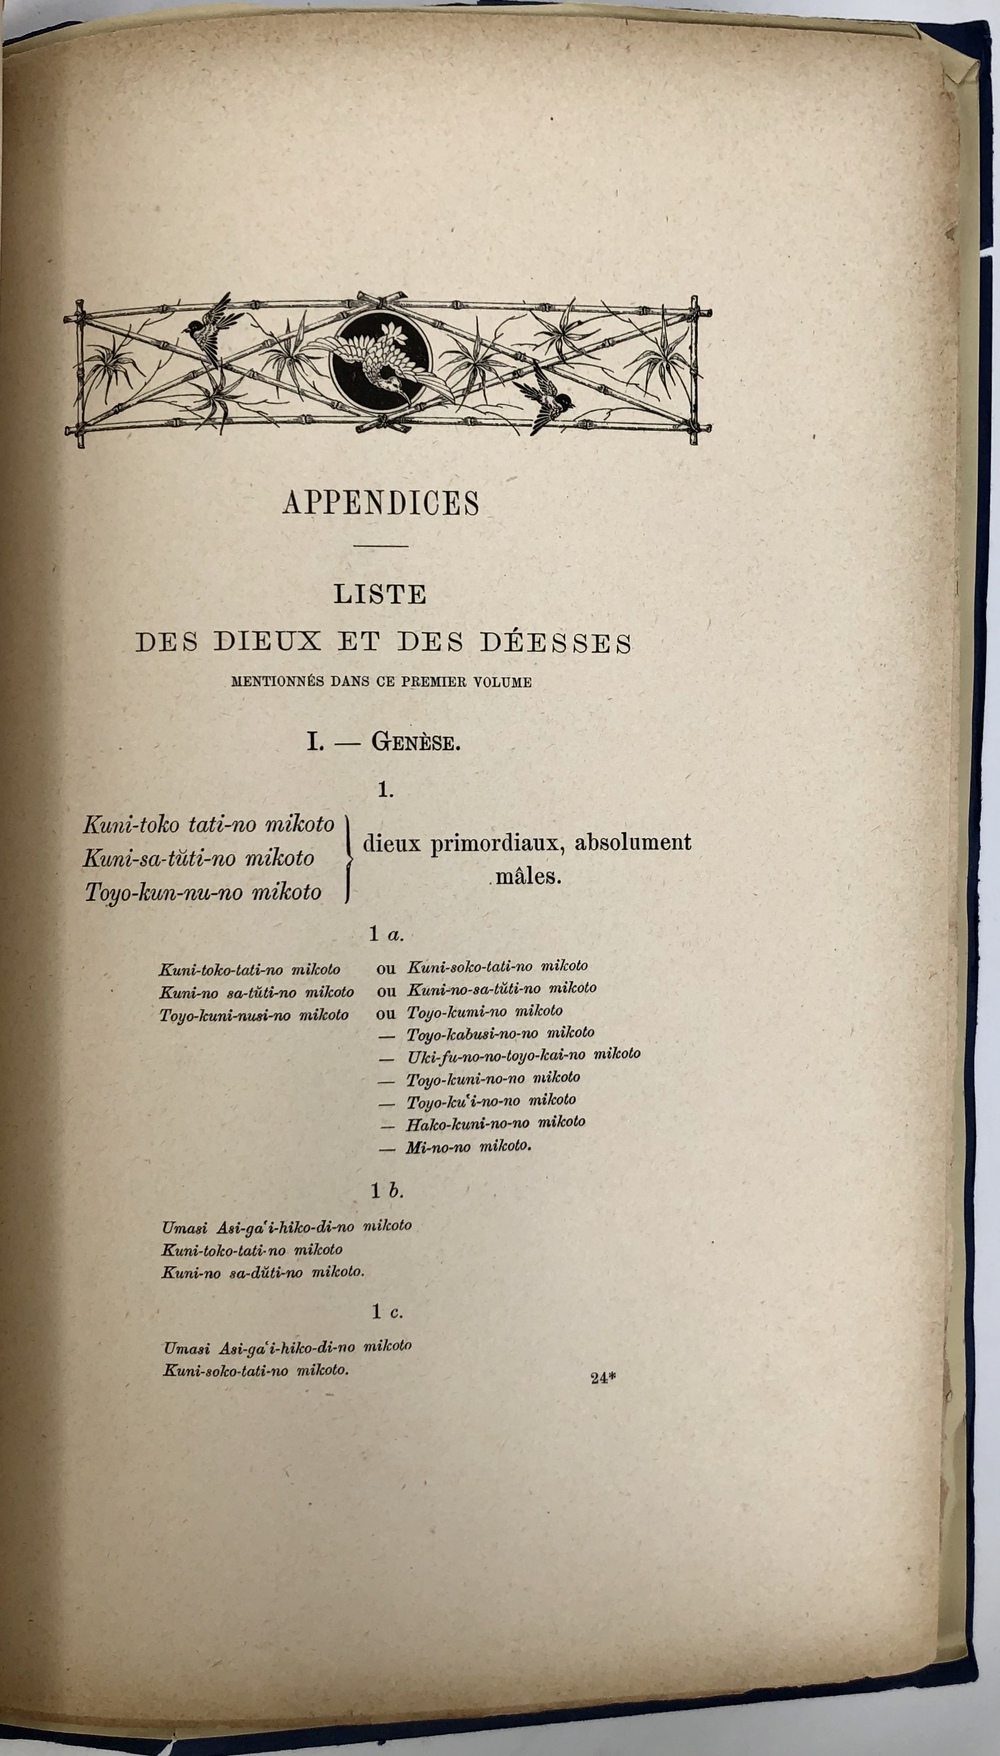 APPENDICES
LISTE
DES DIEUX ET DES DÉESSES
MENTIONNÉS DANS CE PREMIER VOLUME
I. — GENÈSE.
1.
Kuni-toko tati-no mikoto
Kuni-sa-tŭti-no mikoto
Toyo-kun-nu-no mikoto
dieux primordiaux, absolument
mâles.
1 a.
Kuni-toko-tati-no mikoto ou Kuni-soko-tati-no mikoto
Kuni-no sa-tŭti-no mikoto ou Kuni-no-sa-tŭti-no mikoto
Toyo-kuni-nusi-no mikoto ou Toyo-kumi-no mikoto
— Toyo-kabusi-no-no mikoto
— Uki-fu-no-no-toyo-kai-no mikoto
— Toyo-kuni-no-no mikoto
— Toyo-kuʽi-no-no mikoto
— Hako-kuni-no-no mikoto
— Mi-no-no mikoto.
1 b.
Umasi Asi-gaʽi-hiko-di-no mikoto
Kuni-toko-tati-no mikoto
Kuni-no sa-dŭti-no mikoto.
1 c.
Umasi Asi-gaʽi-hiko-di-no mikoto
Kuni-soko-tati-no mikoto.
24*